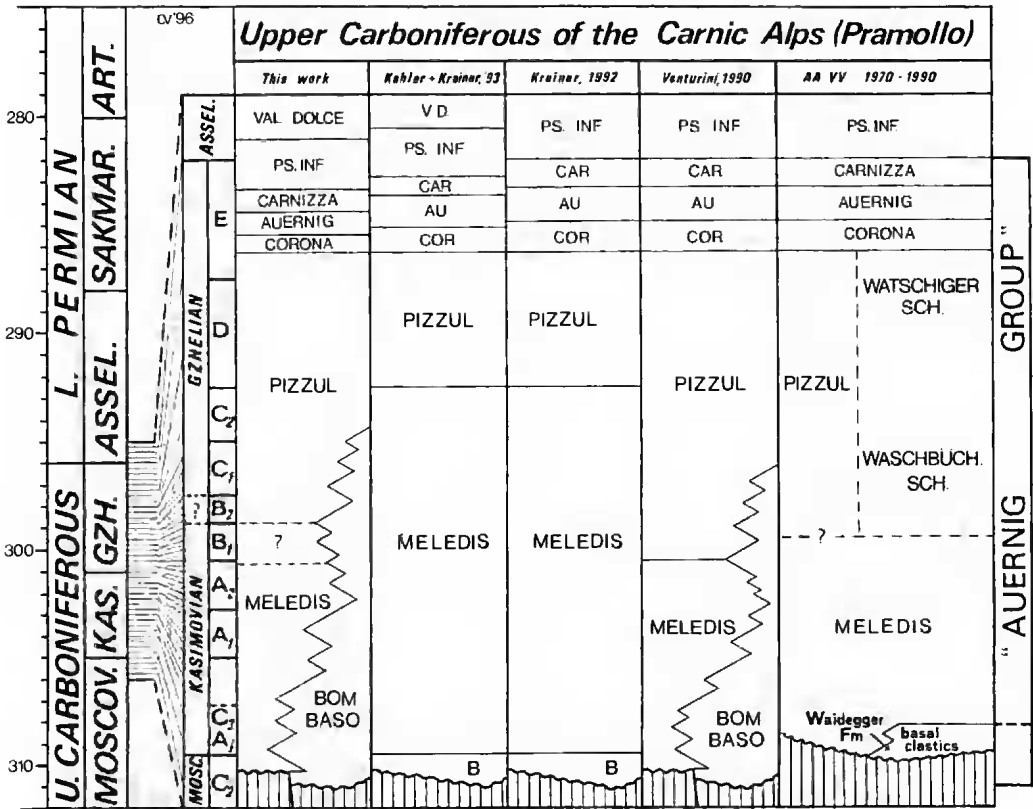 CV'96
Upper Carboniferous of the Carnic Alps (Pramollo)
This work
Kahler + Krainer, '93
Krainer, 1992
Venturini, 1990
AA VV 1970 - 1990
280
290
300
310
L. PERMIAN
U. CARBONIFEROUS
ART.
SAKMAR.
ASSEL.
GZH.
KAS.
MOSCOV.
ASSEL.
GZHELIAN
?
KASIMOVIAN
MOSC
E
D
C2
C1
B2
B1
A2
A1
C3
A1
C2
VAL DOLCE
PS. INF
CARNIZZA
AUERNIG
CORONA
PIZZUL
?
MELEDIS
BOM
BASO
V D.
PS. INF
CAR
AU
COR
PIZZUL
MELEDIS
B
PS. INF
CAR
AU
COR
PIZZUL
MELEDIS
B
PS INF
CAR
AU
COR
PIZZUL
MELEDIS
BOM
BASO
PS. INF
CARNIZZA
AUERNIG
CORONA
WATSCHIGER
SCH.
PIZZUL
WASCHBÜCH.
SCH.
?
MELEDIS
Waidegger
Fm
basal
clastics
"AUERNIG GROUP"